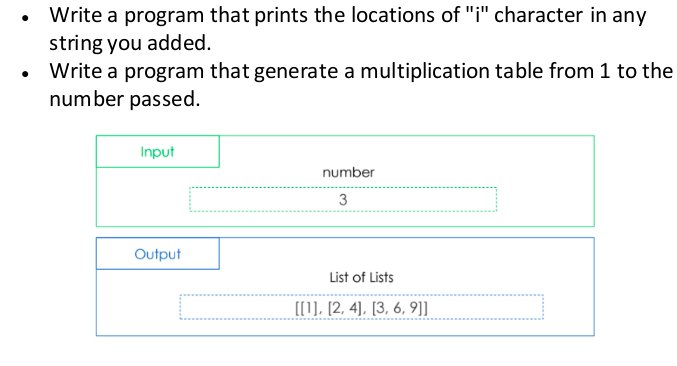 • Write a program that prints the locations of "i" character in any
string you added.
• Write a program that generate a multiplication table from 1 to the
number passed.
Input
number
3
Output
List of Lists
[[1], [2, 4], [3, 6, 9]]